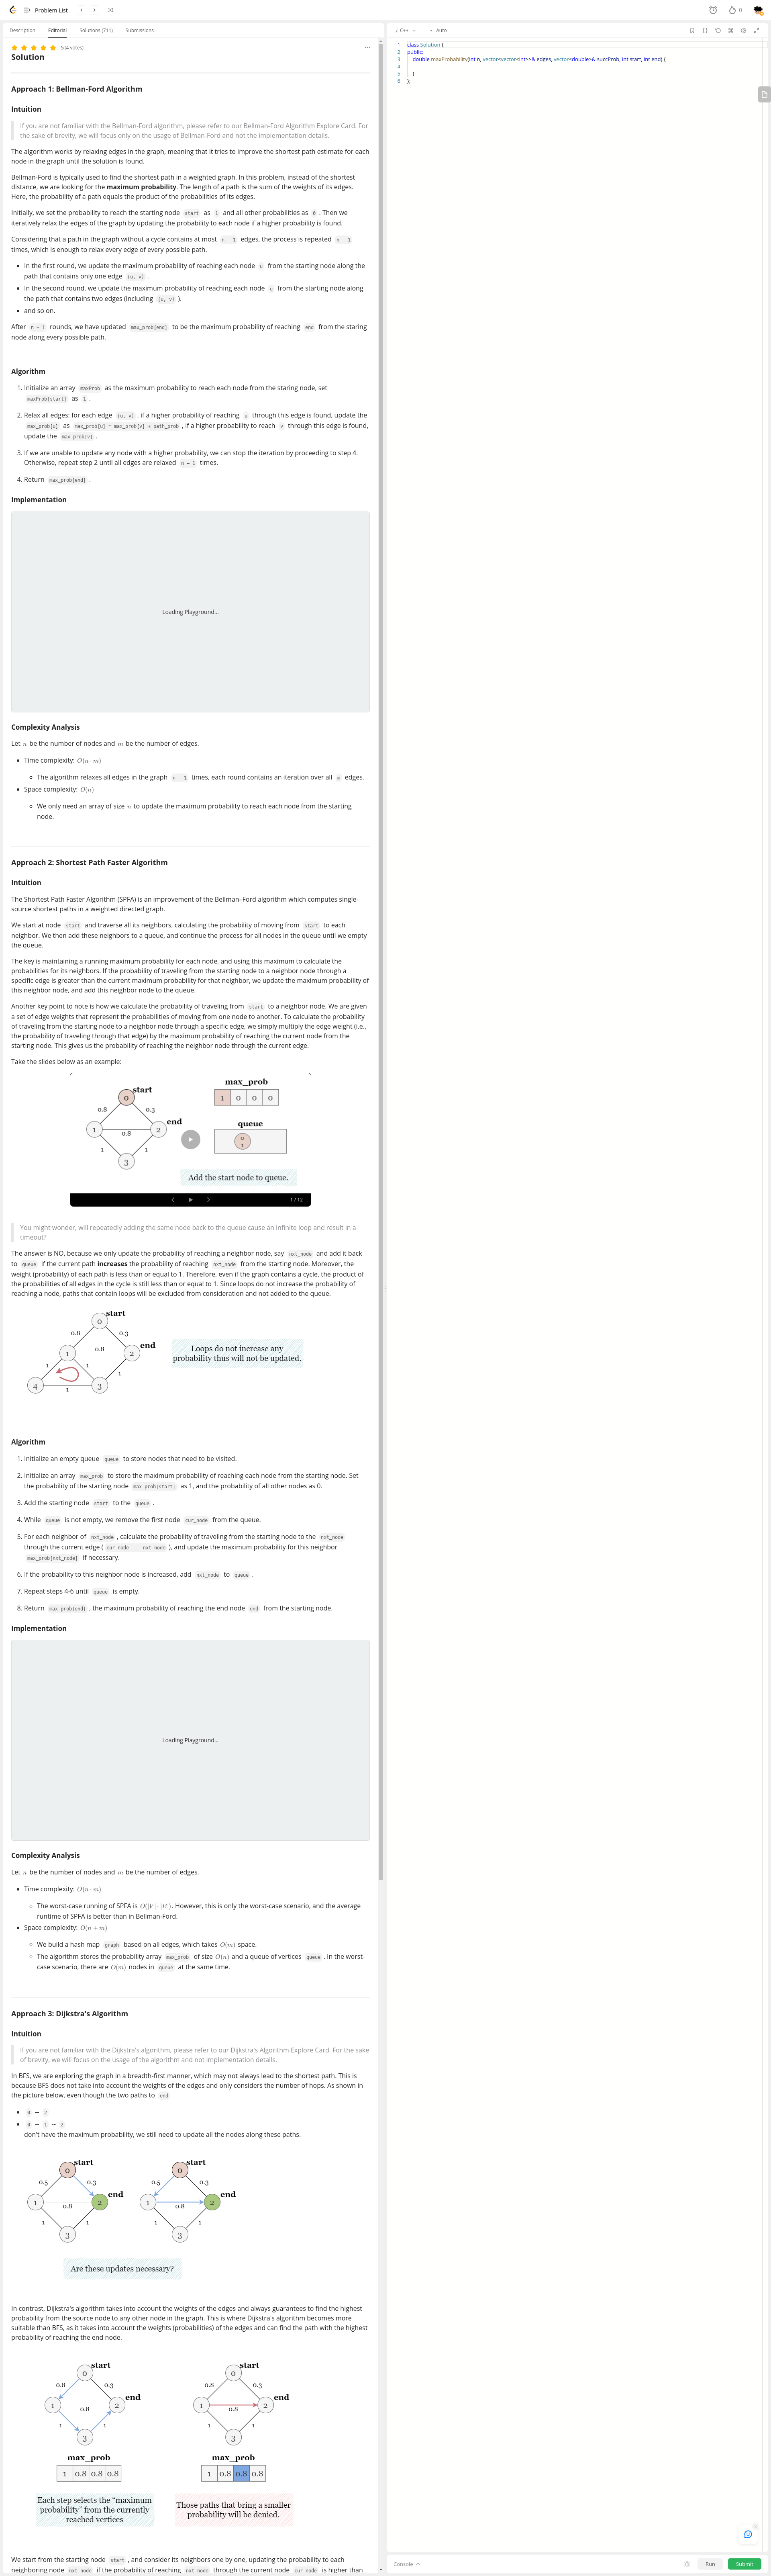 Problem List
0
Description Editorial Solutions (711) Submissions
5 (4 votes)
Solution
Approach 1: Bellman-Ford Algorithm
Intuition
If you are not familiar with the Bellman-Ford algorithm, please refer to our Bellman-Ford Algorithm Explore Card. For
the sake of brevity, we will focus only on the usage of Bellman-Ford and not the implementation details.
The algorithm works by relaxing edges in the graph, meaning that it tries to improve the shortest path estimate for each
node in the graph until the solution is found.
Bellman-Ford is typically used to find the shortest path in a graph. In this problem, instead of the shortest
distance, we are looking for the maximum probability. The length of a path is the sum of the weights of its edges.
Here, the probability of a path equals the product of the probabilities of its edges.
Initially, we set the probability to reach the starting node start as 1 and all other probabilities as 0 . Then we
iteratively relax the edges of the graph by updating the probability to each node if a higher probability is found.
Considering that a path in the graph without a cycle contains at most n - 1 edges, the process is repeated n - 1
times, which is enough to relax every edge of every possible path.
• In the first round, we update the maximum probability of reaching each node u from the starting node along the
path that contains only one edge (u, v) .
• In the second round, we update the maximum probability of reaching each node u from the starting node along
the path that contains two edges (including (u, v) ).
• and so on.
After n - 1 rounds, we have updated max_prob[end] to be the maximum probability of reaching end from the staring
node along every possible path.
Algorithm
1. Initialize an array maxProb as the maximum probability to reach each node from the staring node, set
maxProb[start] as 1 .
2. Relax all edges: for each edge (u, v) , if a higher probability of reaching u through this edge is found, update the
max_prob[u] as max_prob[u] = max_prob[v] * path_prob , if a higher probability to reach v through this edge is found,
update the max_prob[v] .
3. If we are unable to update any node with a higher probability, we can stop the iteration by proceeding to step 4.
Otherwise, repeat step 2 until all edges are relaxed n - 1 times.
4. Return max_prob[end] .
Implementation
Loading Playground...
Complexity Analysis
Let n be the number of nodes and m be the number of edges.
• Time complexity: O(n · m)
The algorithm relaxes all edges in the graph n - 1 times, each round contains an iteration over all m edges.
• Space complexity: O(n)
We only need an array of size n to update the maximum probability to reach each node from the starting
node.
Approach 2: Shortest Path Faster Algorithm
Intuition
The Shortest Path Faster Algorithm (SPFA) is an improvement of the Bellman–Ford algorithm which computes single-
source shortest paths in a weighted directed graph.
We start at node start and traverse all its neighbors, calculating the probability of moving from start to each
neighbor. We then add these neighbors to a queue, and continue the process for all nodes in the queue until we empty
the queue.
The key is maintaining a running maximum probability for each node, and using this maximum to calculate the
probabilities for its neighbors. If the probability of traveling from the starting node to a neighbor node through a
specific edge is greater than the current maximum probability for that neighbor, we update the maximum probability of
this neighbor node, and add this neighbor node to the queue.
Another key point to note is how we calculate the probability of traveling from start to a neighbor node. We are given
a set of edge weights that represent the probabilities of moving from one node to another. To calculate the probability
of traveling from the starting node to a neighbor node through a specific edge, we simply multiply the edge weight (i.e.,
the probability of traveling through that edge) by the maximum probability of reaching the current node from the
starting node. This gives us the probability of reaching the neighbor node through the current edge.
Take the slides below as an example:
start
0
0.8 0.3
end
1 2
0.8
1 1
3
max_prob
1 0 0 0
queue
0
1
Add the start node to queue.
1 / 12
You might wonder, will repeatedly adding the same node back to the queue cause an infinite loop and result in a
timeout?
The answer is NO, because we only update the probability of reaching a neighbor node, say nxt_node and add it back
to queue if the current path increases the probability of reaching nxt_node from the starting node. Moreover, the
weight (probability) of each path is less than or equal to 1. Therefore, even if the graph contains a cycle, the product of
the probabilities of all edges in the cycle is still less than or equal to 1. Since loops do not increase the probability of
reaching a node, paths that contain loops will be excluded from consideration and not added to the queue.
start
0
0.8 0.3
end
1 0.8 2
1 1 1
4 3
1
Loops do not increase any
probability thus will not be updated.
Algorithm
1. Initialize an empty queue queue to store nodes that need to be visited.
2. Initialize an array max_prob to store the maximum probability of reaching each node from the starting node. Set
the probability of the starting node max_prob[start] as 1, and the probability of all other nodes as 0.
3. Add the starting node start to the queue .
4. While queue is not empty, we remove the first node cur_node from the queue.
5. For each neighbor of nxt_node , calculate the probability of traveling from the starting node to the nxt_node
through the current edge ( cur_node --- nxt_node ), and update the maximum probability for this neighbor
max_prob[nxt_node] if necessary.
6. If the probability to this neighbor node is increased, add nxt_node to queue .
7. Repeat steps 4-6 until queue is empty.
8. Return max_prob[end] , the maximum probability of reaching the end node end from the starting node.
Implementation
Loading Playground...
Complexity Analysis
Let n be the number of nodes and m be the number of edges.
• Time complexity: O(n · m)
The worst-case running of SPFA is O(|V| · |E|). However, this is only the worst-case scenario, and the average
runtime of SPFA is better than in Bellman-Ford.
• Space complexity: O(n + m)
We build a hash map graph based on all edges, which takes O(m) space.
The algorithm stores the probability array max_prob of size O(n) and a queue of vertices queue . In the worst-
case scenario, there are O(m) nodes in queue at the same time.
Approach 3: Dijkstra's Algorithm
Intuition
If you are not familiar with the Dijkstra's algorithm, please refer to our Dijkstra's Algorithm Explore Card. For the sake
of brevity, we will focus on the usage of the algorithm and not implementation details.
In BFS, we are exploring the graph in a breadth-first manner, which may not always lead to the shortest path. This is
because BFS does not take into account the weights of the edges and only considers the number of hops. As shown in
the picture below, even though the two paths to end
• 0 — 2
• 0 — 1 — 2
don't have the maximum probability, we still need to update all the nodes along these paths.
start
0
0.5 0.3
end
1 2
0.8
1 1
3
start
0
0.5 0.3
end
1 2
0.8
1 1
3
Are these updates necessary?
In contrast, Dijkstra's algorithm takes into account the weights of the edges and always guarantees to find the highest
probability from the source node to any other node in the graph. This is where Dijkstra's algorithm becomes more
suitable than BFS, as it takes into account the weights (probabilities) of the edges and can find the path with the highest
probability of reaching the end node.
start
0
0.8 0.3
end
1 2
0.8
1 1
3
max_prob
1 0.8 0.8 0.8
Each step selects the “maximum
probability” from the currently
reached vertices
start
0
0.8 0.3
end
1 2
0.8
1 1
3
max_prob
1 0.8 0.8 0.8
Those paths that bring a smaller
probability will be denied.
We start from the starting node start , and consider its neighbors one by one, updating the probability to each
neighboring node nxt_node if the probability of reaching nxt_node through the current node cur_node is higher than
i C++ • Auto
1 class Solution {
2 public:
3 double maxProbability(int n, vector<vector<int>>& edges, vector<double>& succProb, int start, int end) {
4
5 }
6 };
Console
Run
Submit